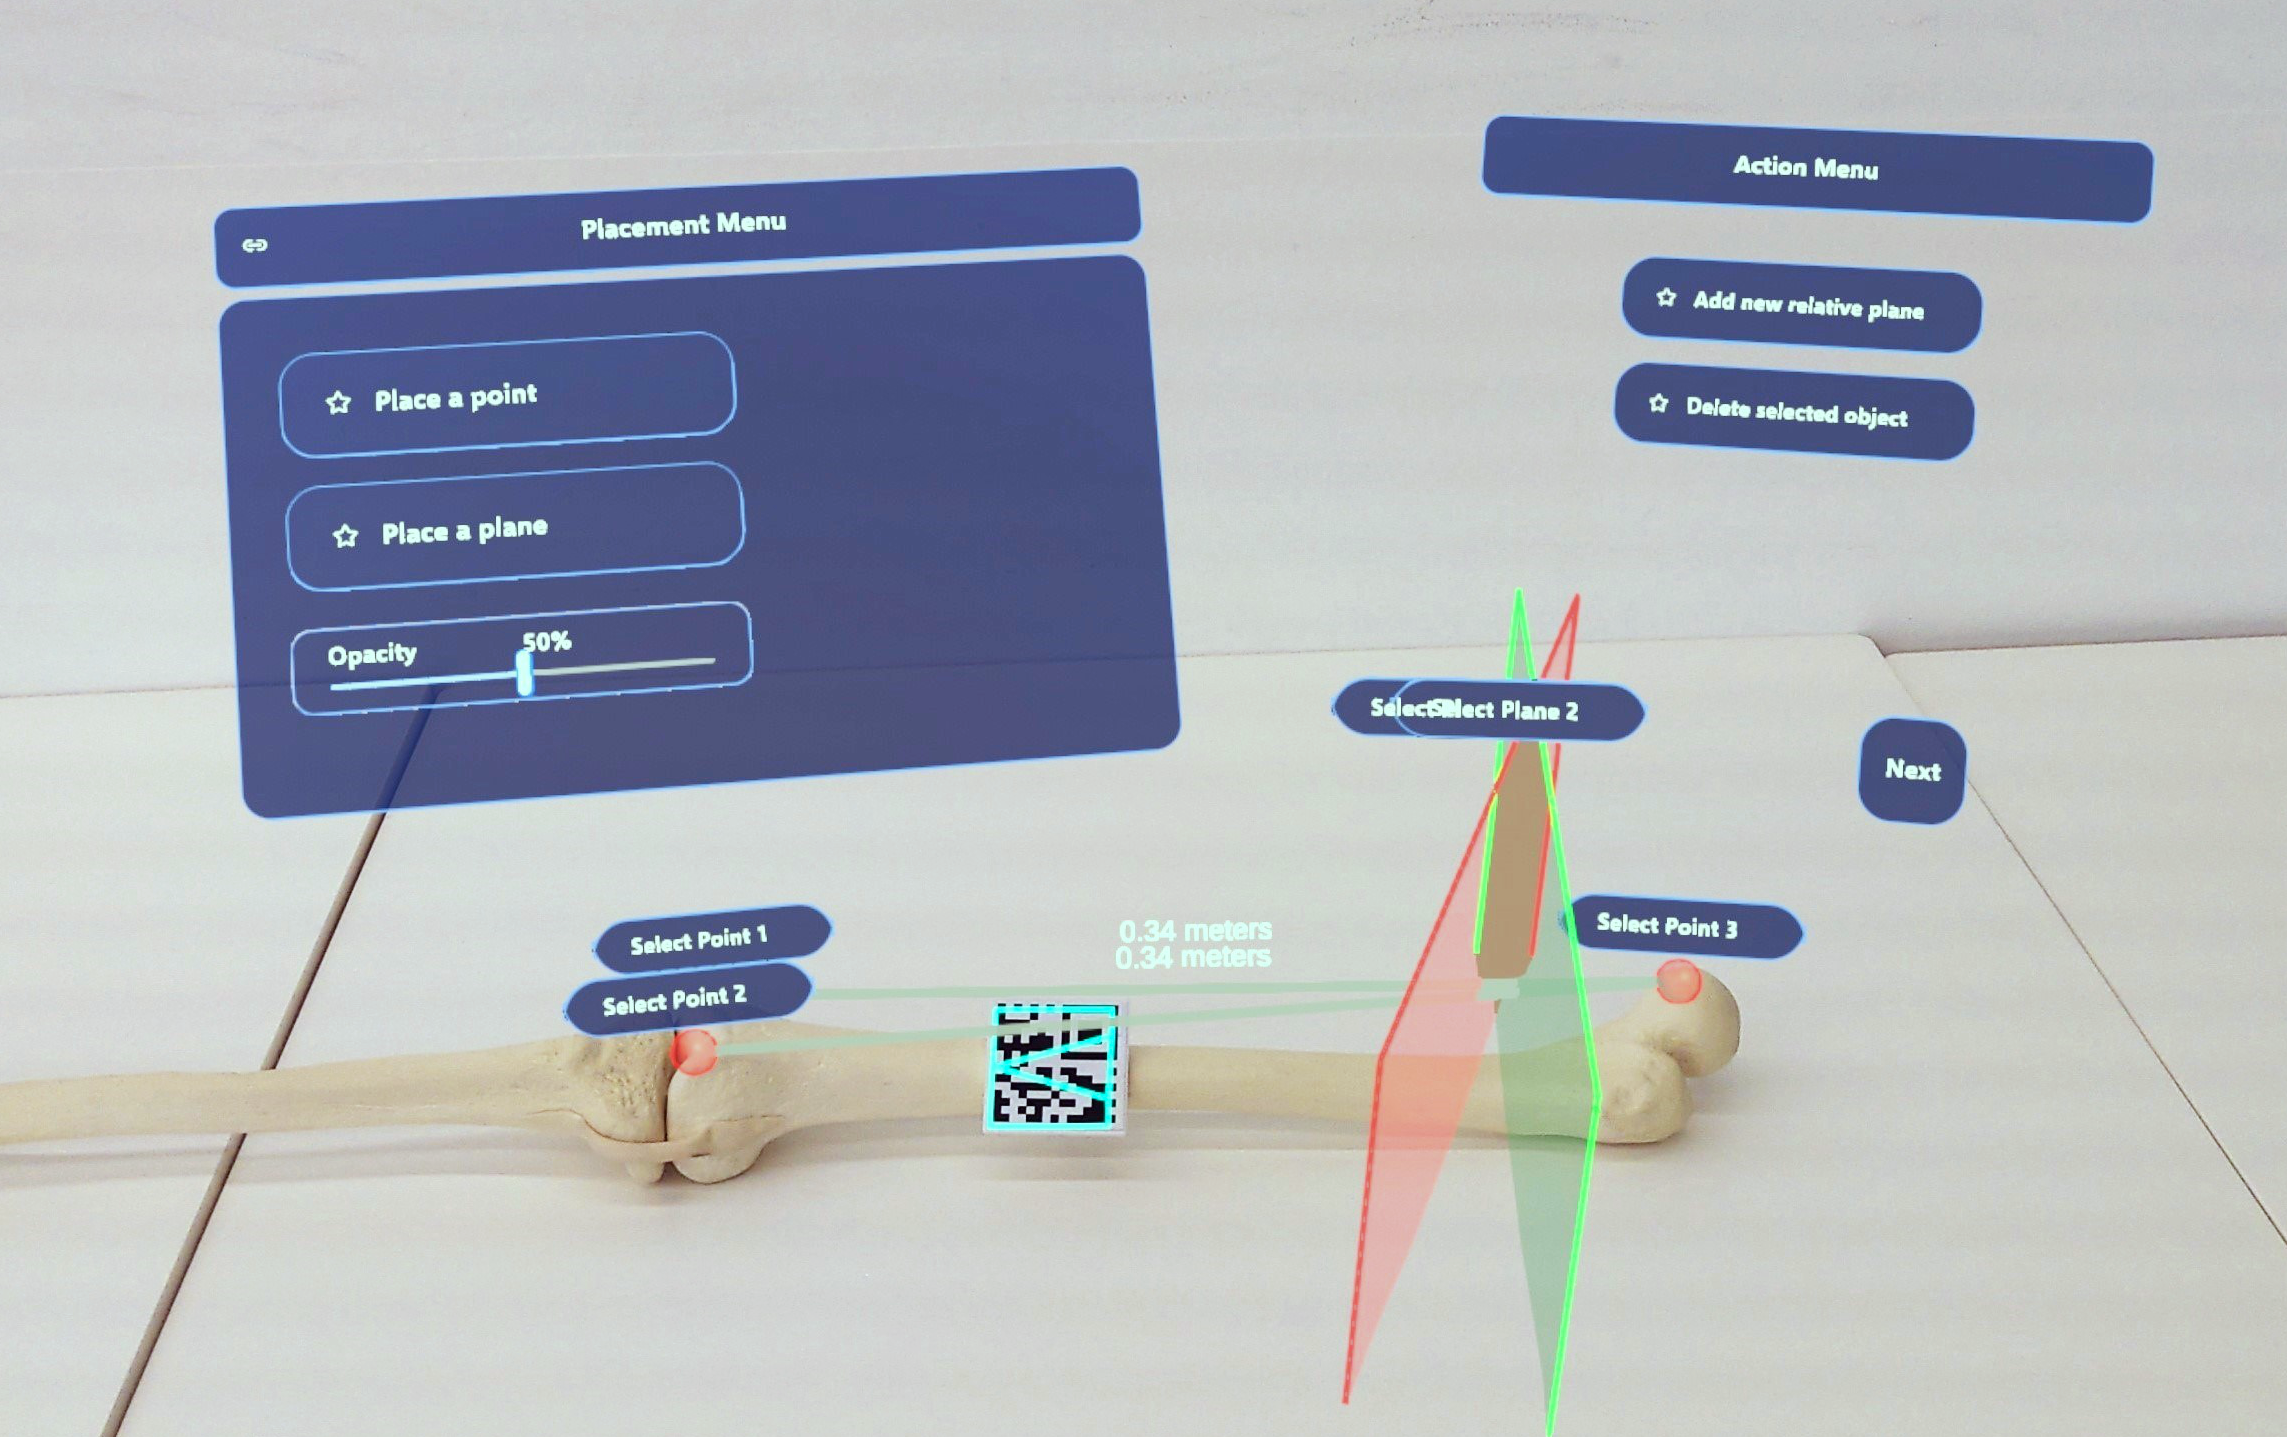 Placement Menu
Place a point
Place a plane
Opacity
50%
Action Menu
Add new relative plane
Delete selected object
Select
Select Plane 2
Next
Select Point 1
Select Point 2
0.34 meters
0.34 meters
Select Point 3